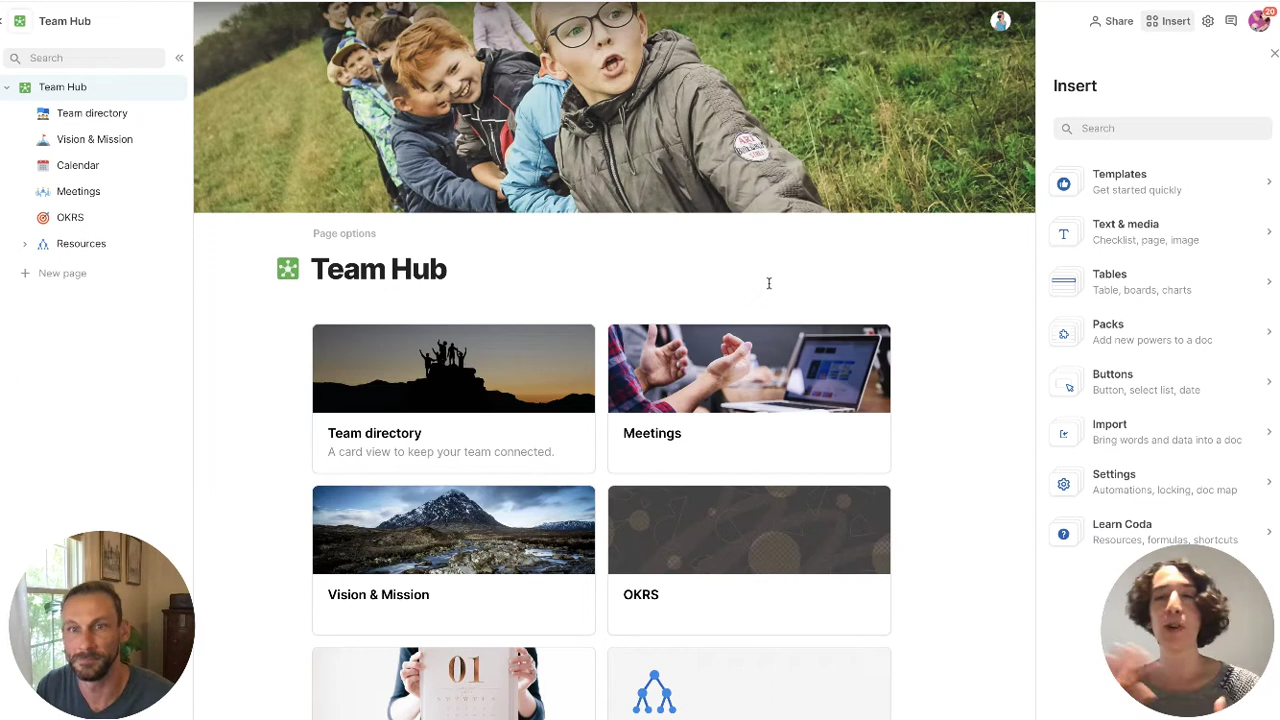 Team Hub
Share
Insert
20
Search
Team Hub
Team directory
Vision & Mission
Calendar
Meetings
OKRS
Resources
New page
Page options
Team Hub
Team directory
A card view to keep your team connected.
Meetings
Vision & Mission
OKRS
01
Insert
Search
Templates
Get started quickly
Text & media
Checklist, page, image
Tables
Table, boards, charts
Packs
Add new powers to a doc
Buttons
Button, select list, date
Import
Bring words and data into a doc
Settings
Automations, locking, doc map
Learn Coda
Resources, formulas, shortcuts